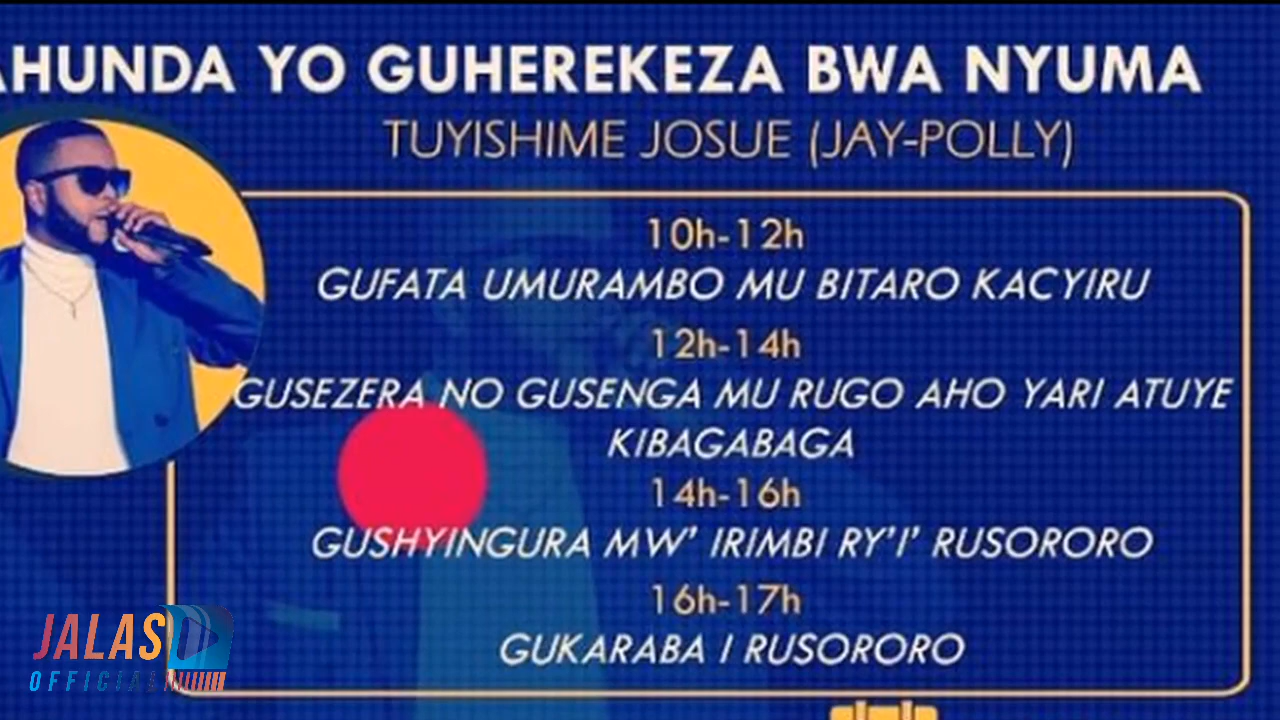 AHUNDA YO GUHEREKEZA BWA NYUMA
TUYISHIME JOSUE (JAY-POLLY)
10h-12h
GUFATA UMURAMBO MU BITARO KACYIRU
12h-14h
GUSEZERA NO GUSENGA MU RUGO AHO YARI ATUYE
KIBAGABAGA
14h-16h
GUSHYINGURA MW' IRIMBI RY'I' RUSORORO
16h-17h
GUKARABA I RUSORORO
JALAS
OFFICIAL